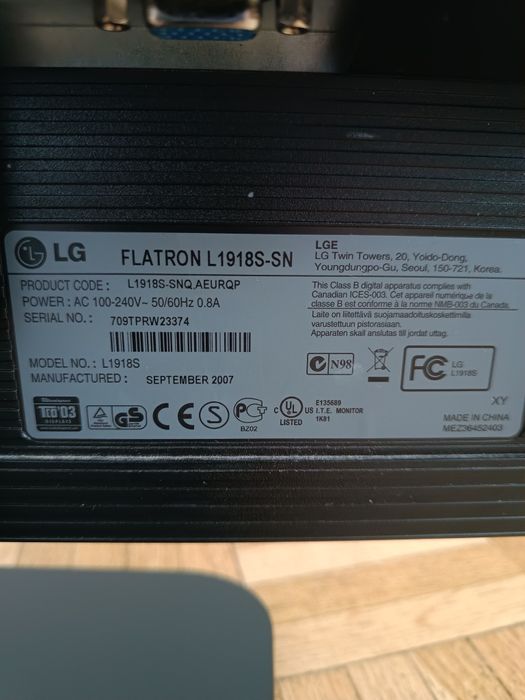 LG FLATRON L1918S-SN
LGE
LG Twin Towers, 20, Yoido-Dong,
Youngdungpo-Gu, Seoul, 150-721, Korea.
PRODUCT CODE : L1918S-SNQ.AEURQP
POWER : AC 100-240V~ 50/60Hz 0.8A
SERIAL NO. : 709TPRW23374
MODEL NO. : L1918S
MANUFACTURED : SEPTEMBER 2007
This Class B digital apparatus complies with
Canadian ICES-003. Cet appareil numérique de la
classe B est conforme à la norme NMB-003 du Canada.
Laite on liitettävä suojamaadoituskoskettimilla
varustettuun pistorasiaan.
Apparaten skall anslutas till jordat uttag.
C N98
FC LG
L1918S
TCO'03
DISPLAYS
GS
CE
S
PCT
BZ02
c UL US
LISTED
E135689
I.T.E. MONITOR
1K81
XY
MADE IN CHINA
MEZ36452403